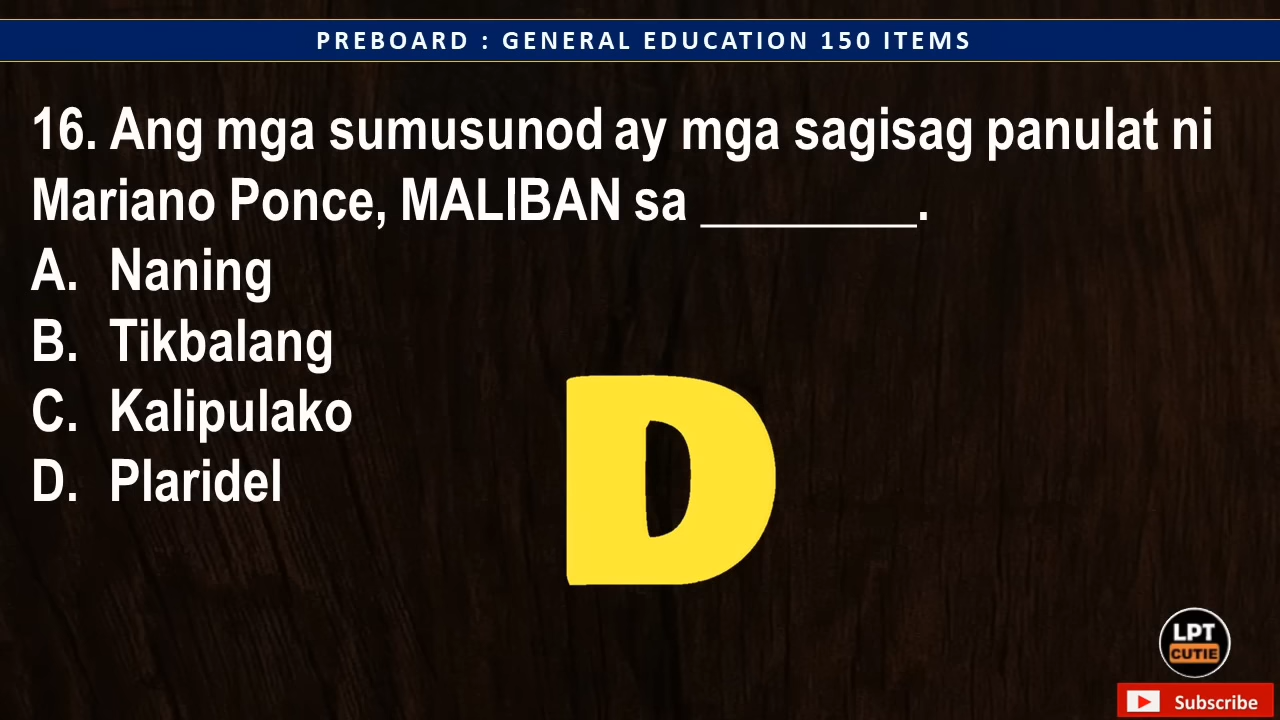 PREBOARD : GENERAL EDUCATION 150 ITEMS
16. Ang mga sumusunod ay mga sagisag panulat ni
Mariano Ponce, MALIBAN sa _________.
A. Naning
B. Tikbalang
C. Kalipulako
D. Plaridel
D
LPT
CUTIE
Subscribe